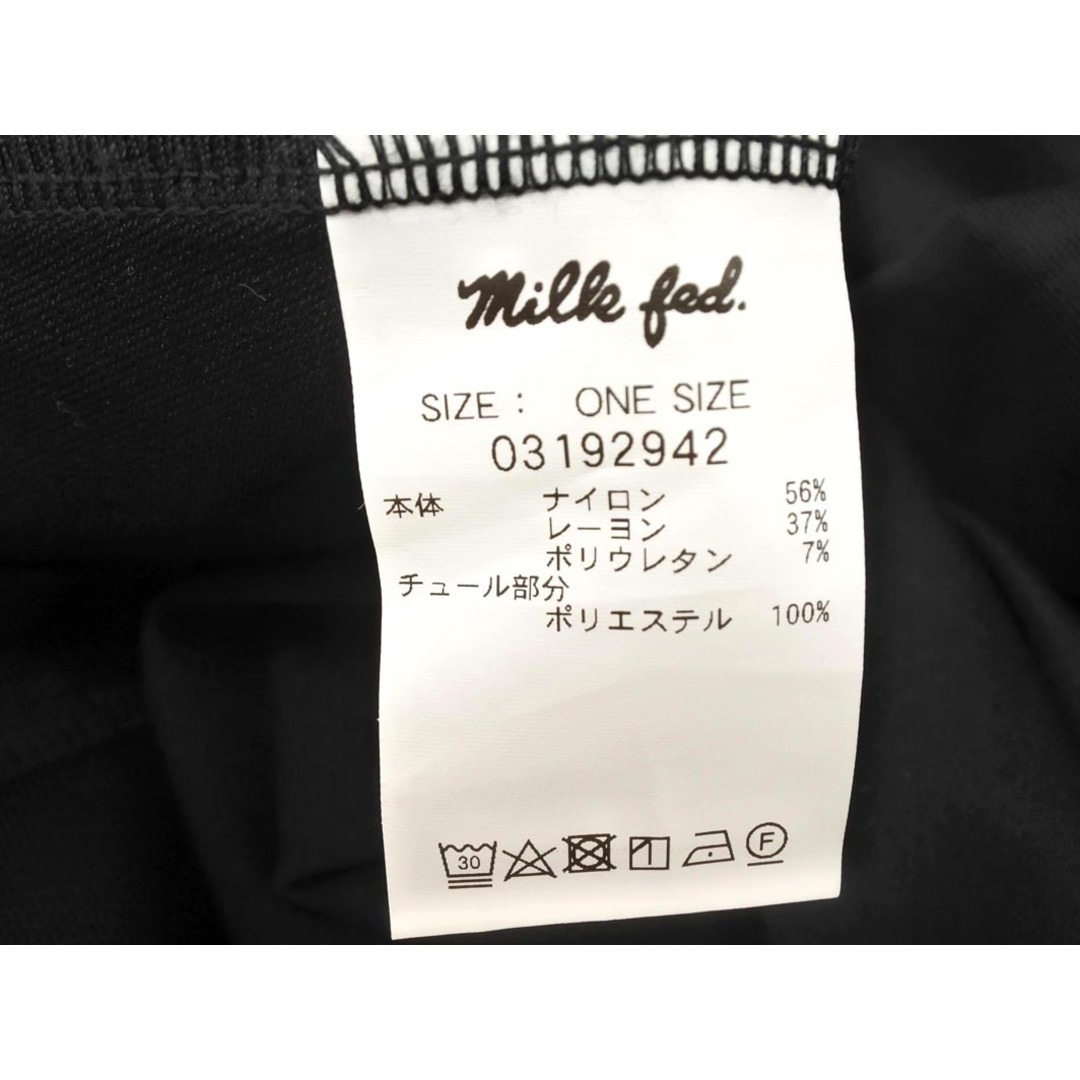 Milk fed.
SIZE : ONE SIZE
03192942
本体 ナイロン 56%
レーヨン 37%
ポリウレタン 7%
チュール部分
ポリエステル 100%
30 F